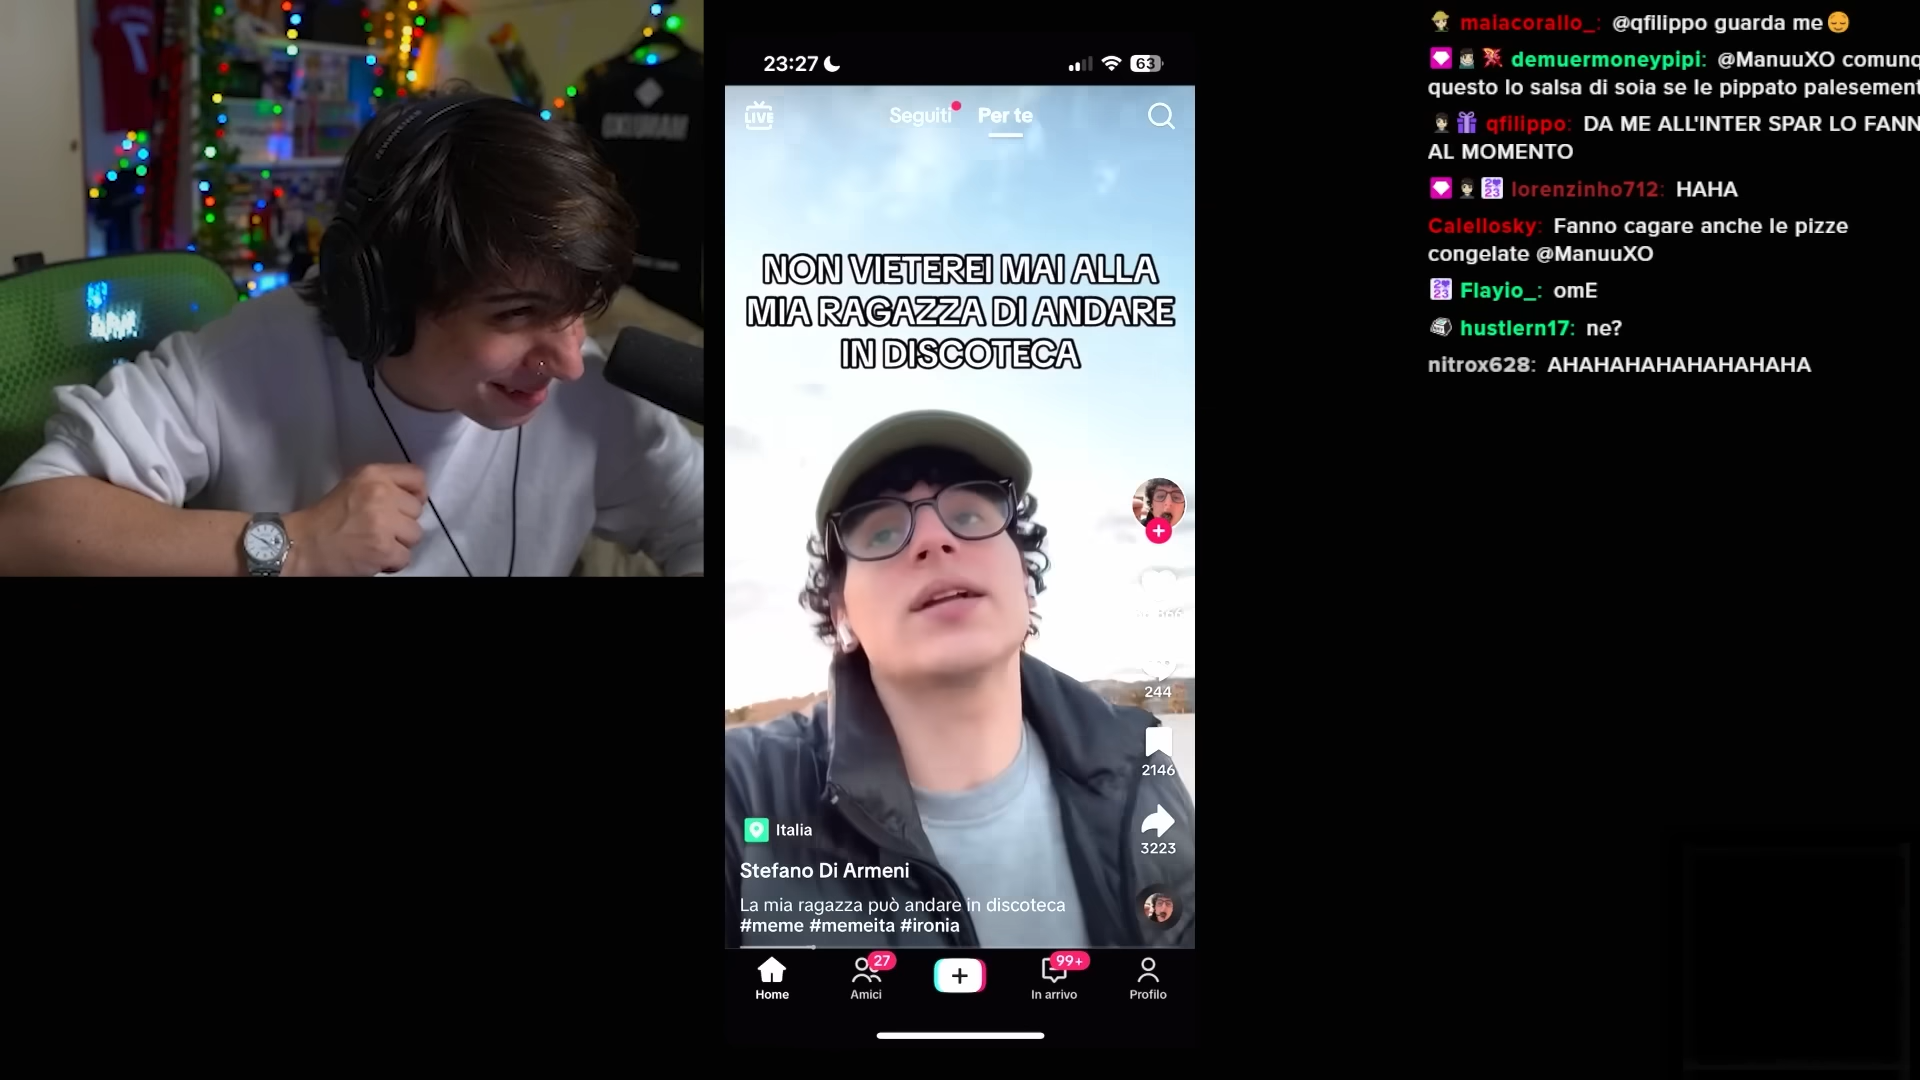 7
23:27
63
LIVE
Seguiti
Per te
NON VIETEREI MAI ALLA
MIA RAGAZZA DI ANDARE
IN DISCOTECA
244
2146
3223
Italia
Stefano Di Armeni
La mia ragazza può andare in discoteca
#meme #memeita #ironia
27
99+
Home
Amici
In arrivo
Profilo
maiacorallo_: @qfilippo guarda me
demuermoneypipi: @ManuuXO comunq
questo lo salsa di soia se le pippato palesement
qfilippo: DA ME ALL'INTER SPAR LO FANN
AL MOMENTO
lorenzinho712: HAHA
Calellosky: Fanno cagare anche le pizze
congelate @ManuuXO
Flayio_: omE
hustlern17: ne?
nitrox628: AHAHAHAHAHAHAHAHA